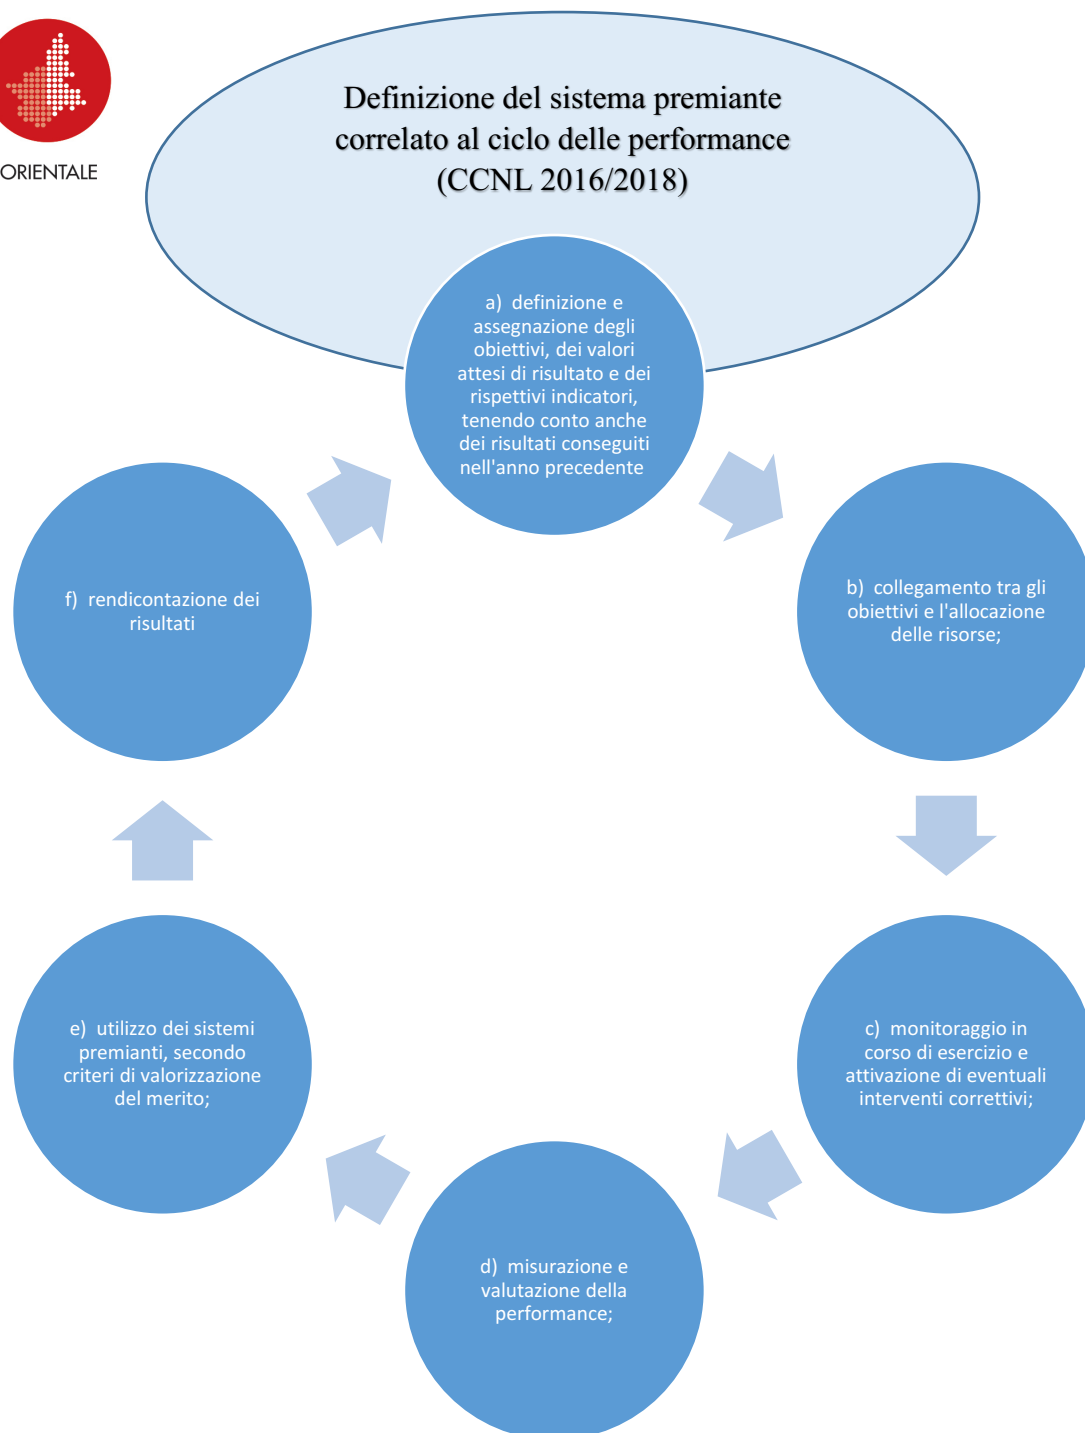 ORIENTALE
Definizione del sistema premiante
correlato al ciclo delle performance
(CCNL 2016/2018)
a) definizione e
assegnazione degli
obiettivi, dei valori
attesi di risultato e dei
rispettivi indicatori,
tenendo conto anche
dei risultati conseguiti
nell'anno precedente
b) collegamento tra gli
obiettivi e l'allocazione
delle risorse;
c) monitoraggio in
corso di esercizio e
attivazione di eventuali
interventi correttivi;
d) misurazione e
valutazione della
performance;
e) utilizzo dei sistemi
premianti, secondo
criteri di valorizzazione
del merito;
f) rendicontazione dei
risultati